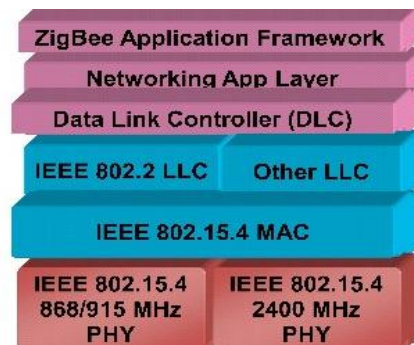 ZigBee Application Framework
Networking App Layer
Data Link Controller (DLC)
IEEE 802.2 LLC
Other LLC
IEEE 802.15.4 MAC
IEEE 802.15.4
868/915 MHz
PHY
IEEE 802.15.4
2400 MHz
PHY